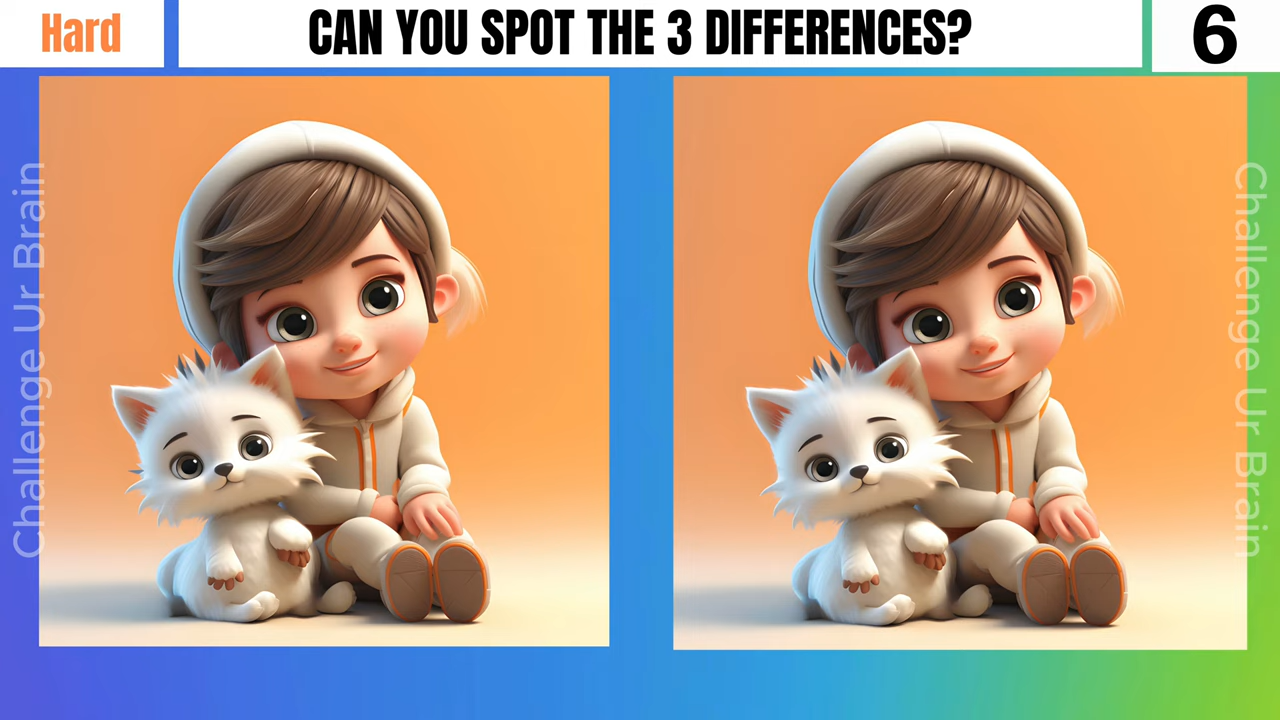 Hard
CAN YOU SPOT THE 3 DIFFERENCES?
6
Challenge Ur Brain
Challenge Ur Brain